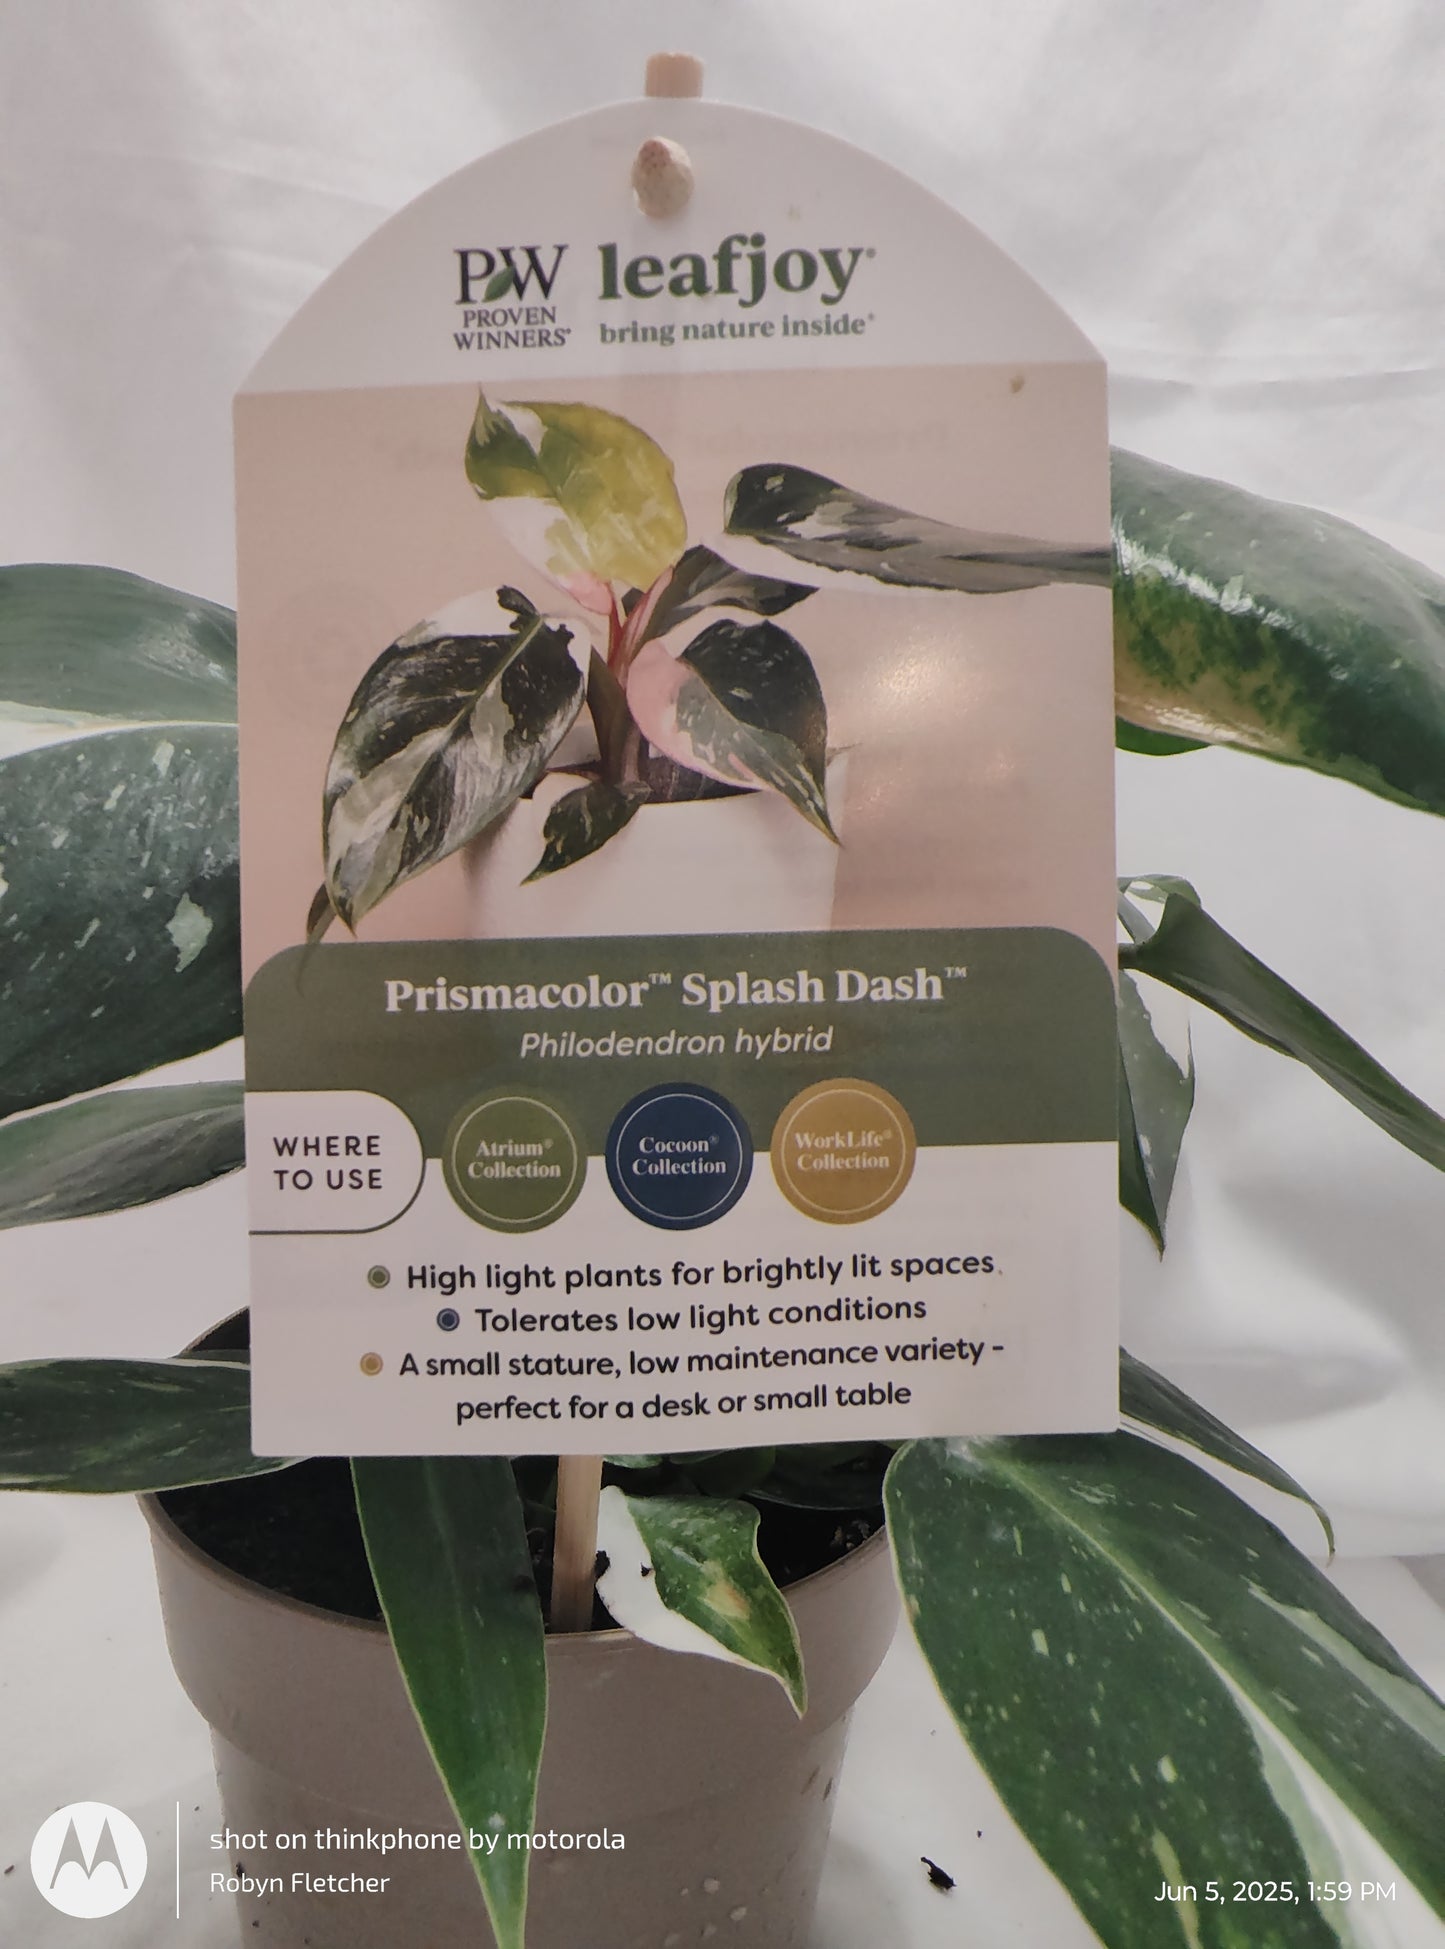 PW leafjoy®
PROVEN
WINNERS® bring nature inside®
Prismacolor™ Splash Dash™
Philodendron hybrid
WHERE
TO USE
Atrium®
Collection
Cocoon®
Collection
WorkLife®
Collection
High light plants for brightly lit spaces.
Tolerates low light conditions
A small stature, low maintenance variety -
perfect for a desk or small table
shot on thinkphone by motorola
Robyn Fletcher
Jun 5, 2025, 1:59 PM